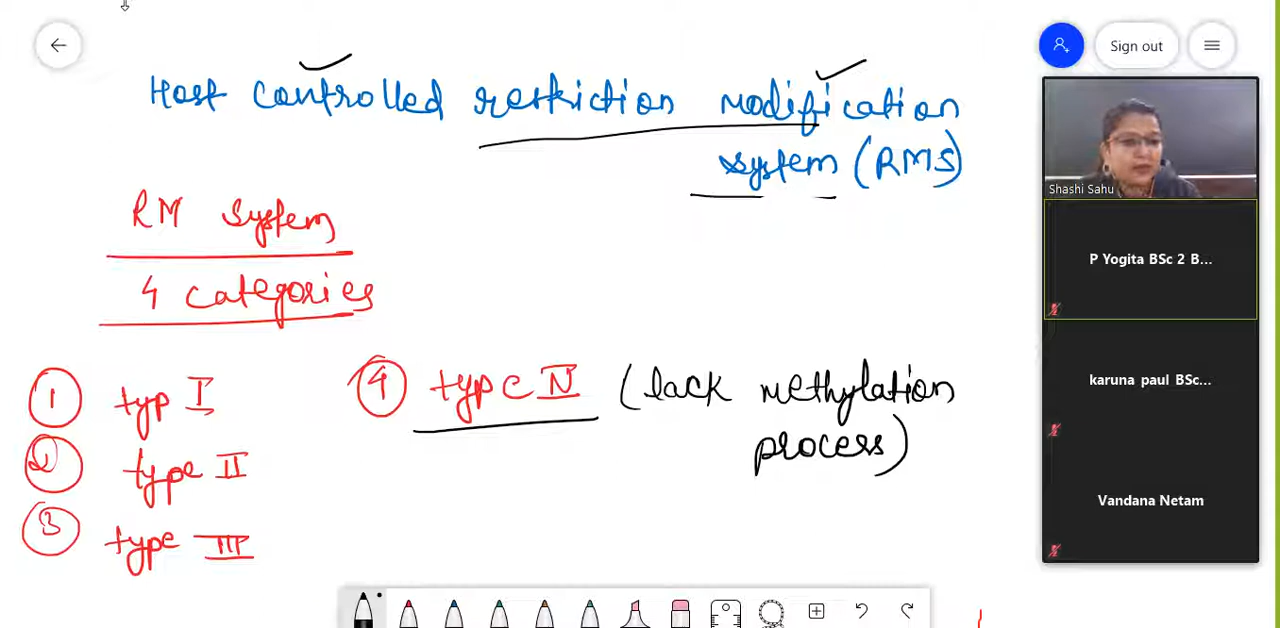 Host controlled restriction modification
system (RMS)
Sign out
Shashi Sahu
RM system
4 categories
P Yogita BSc 2 B...
① typ I
② type II
③ type III
④ type IV (lack methylation
process)
karuna paul BSc...
Vandana Netam